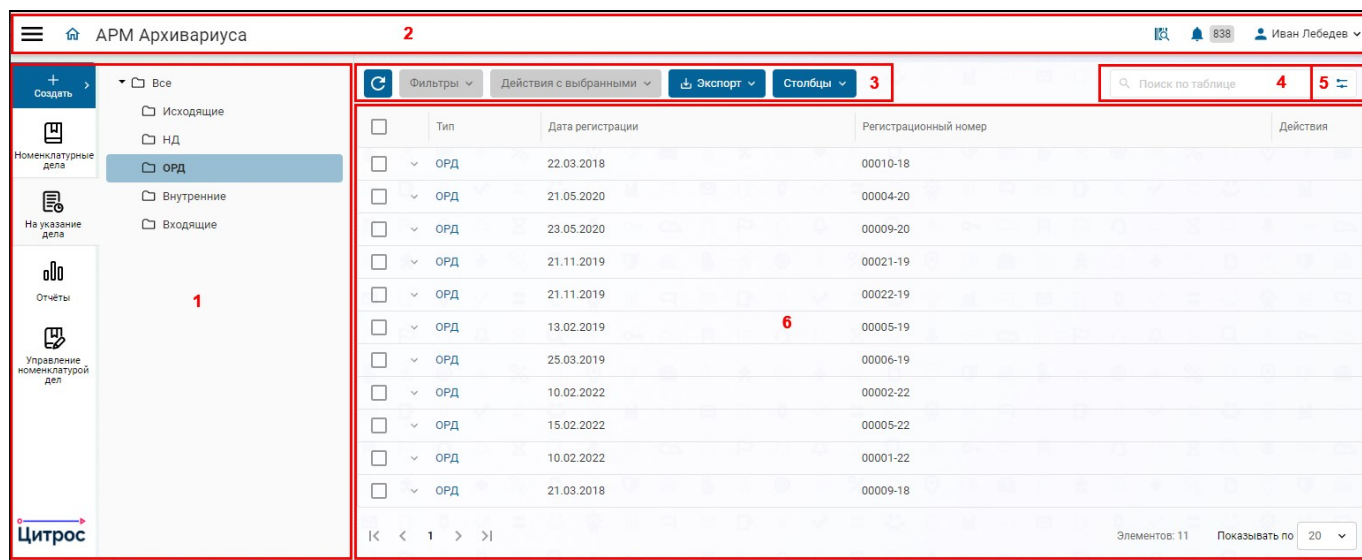 АРМ Архивариуса
2
838
Иван Лебедев
Создать
Номенклатурные
дела
На указание
дела
Отчёты
Управление
номенклатурой
дел
Цитрос
Все
Исходящие
НД
ОРД
Внутренние
Входящие
1
Фильтры
Действия с выбранными
Экспорт
Столбцы
3
Поиск по таблице
4
5
Тип Дата регистрации Регистрационный номер Действия
ОРД 22.03.2018 00010-18
ОРД 21.05.2020 00004-20
ОРД 23.05.2020 00009-20
ОРД 21.11.2019 00021-19
ОРД 21.11.2019 00022-19
ОРД 13.02.2019 6 00005-19
ОРД 25.03.2019 00006-19
ОРД 10.02.2022 00002-22
ОРД 15.02.2022 00005-22
ОРД 10.02.2022 00001-22
ОРД 21.03.2018 00009-18
1
Элементов: 11 Показывать по 20